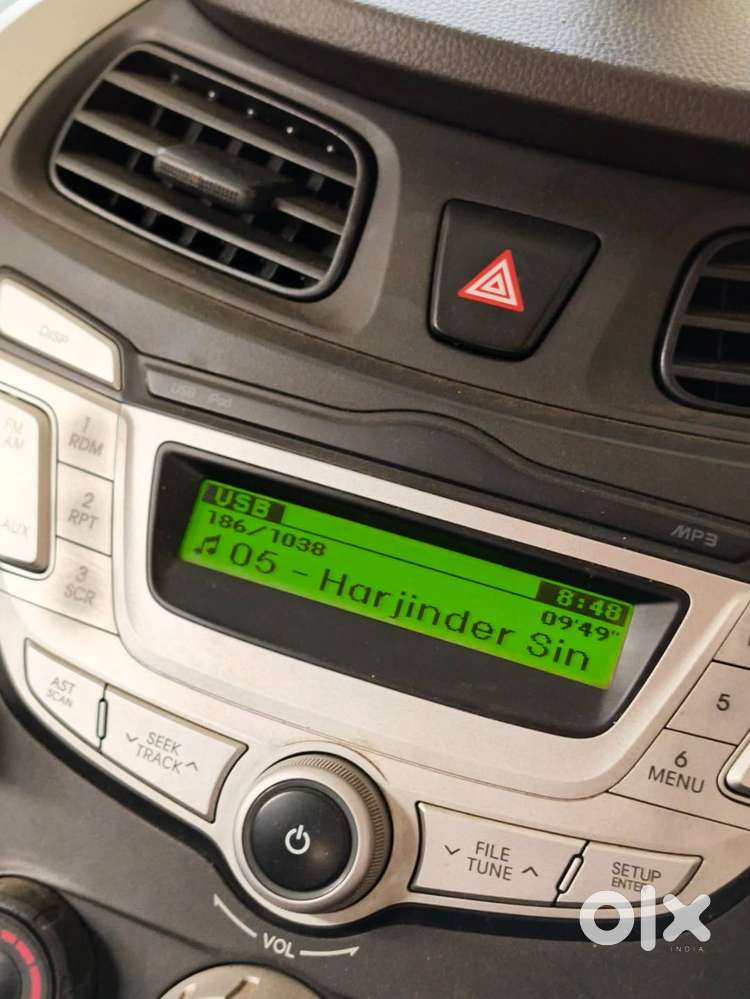 DISP
USB iPod
FM
AM
1
RDM
2
RPT
AUX
3
SCR
MP3
USB
186/1038
8:48
09'49"
♫ 05 - Harjinder Sin
AST
SCAN
SEEK
TRACK
5
6
MENU
FILE
TUNE
SETUP
ENTER
VOL
olx
INDIA